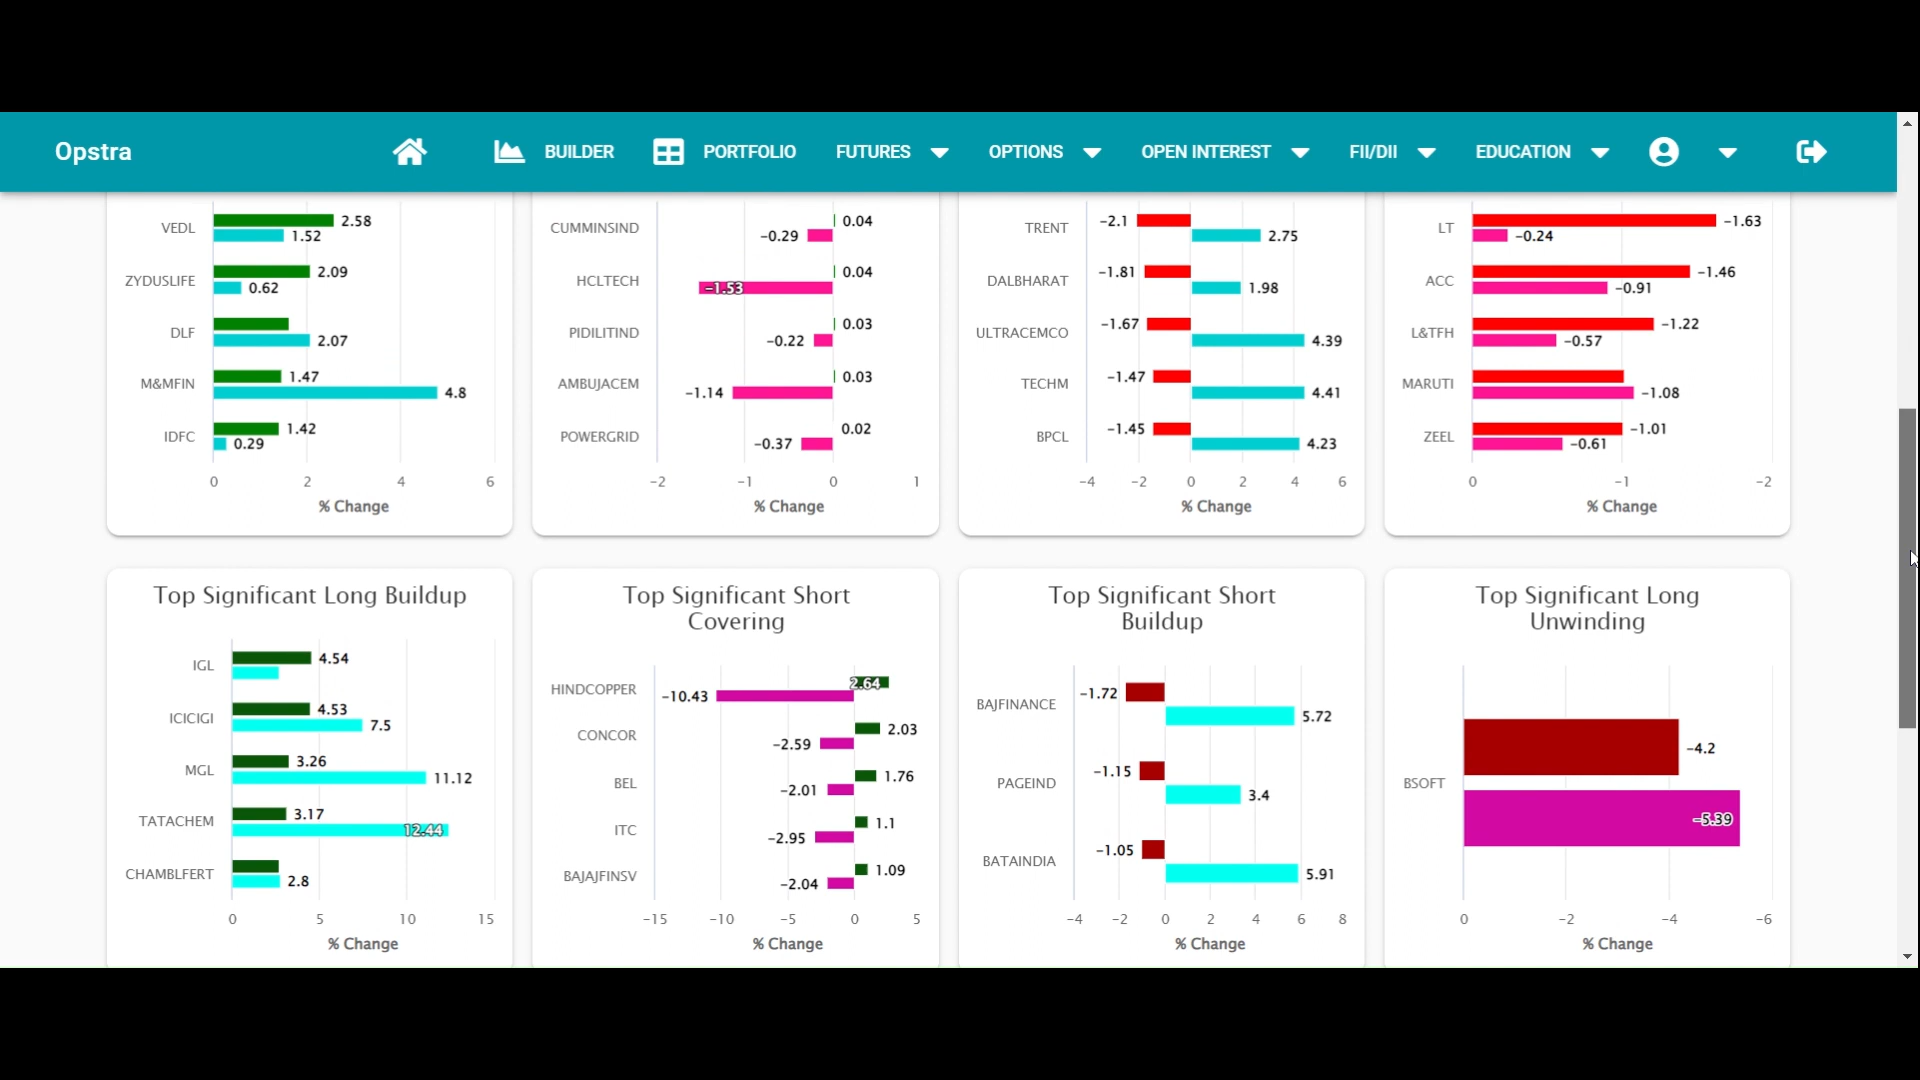 Opstra BUILDER PORTFOLIO FUTURES OPTIONS OPEN INTEREST FII/DII EDUCATION
VEDL 2.58 1.52
ZYDUSLIFE 2.09 0.62
DLF 2.07
M&MFIN 1.47 4.8
IDFC 1.42 0.29
0 2 4 6
% Change
CUMMINSIND 0.04 -0.29
HCLTECH 0.04 -1.53
PIDILITIND 0.03 -0.22
AMBUJACEM 0.03 -1.14
POWERGRID 0.02 -0.37
-2 -1 0 1
% Change
TRENT -2.1 2.75
DALBHARAT -1.81 1.98
ULTRACEMCO -1.67 4.39
TECHM -1.47 4.41
BPCL -1.45 4.23
-4 -2 0 2 4 6
% Change
LT -1.63 -0.24
ACC -1.46 -0.91
L&TFH -1.22 -0.57
MARUTI -1.08
ZEEL -1.01 -0.61
0 -1 -2
% Change
Top Significant Long Buildup
IGL 4.54
ICICIGI 4.53 7.5
MGL 3.26 11.12
TATACHEM 3.17 12.44
CHAMBLFERT 2.8
0 5 10 15
% Change
Top Significant Short
Covering
HINDCOPPER 2.64 -10.43
CONCOR 2.03 -2.59
BEL 1.76 -2.01
ITC 1.1 -2.95
BAJAJFINSV 1.09 -2.04
-15 -10 -5 0 5
% Change
Top Significant Short
Buildup
BAJFINANCE -1.72 5.72
PAGEIND -1.15 3.4
BATAINDIA -1.05 5.91
-4 -2 0 2 4 6 8
% Change
Top Significant Long
Unwinding
BSOFT -4.2 -5.39
0 -2 -4 -6
% Change